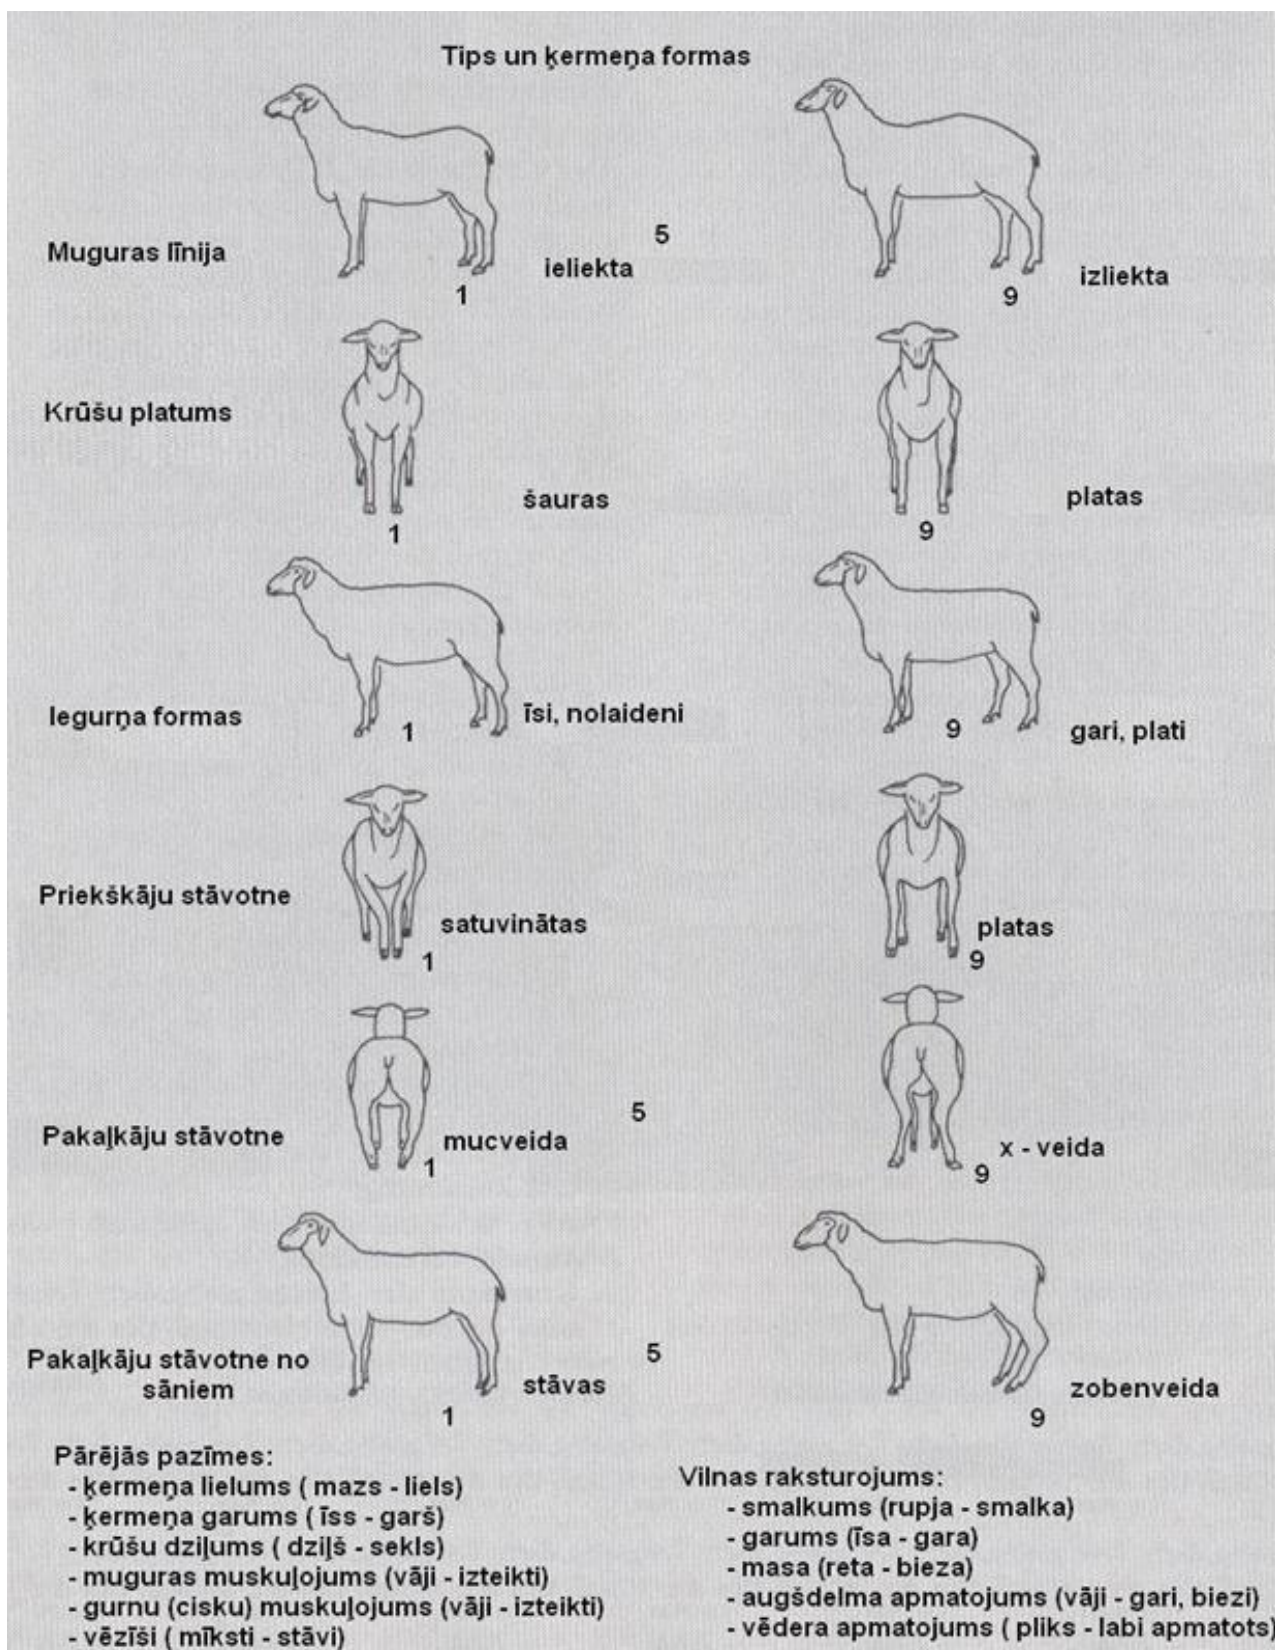 Tips un ķermeņa formas
Muguras līnija
ieliekta
1
5
izliekta
9
Krūšu platums
šauras
1
platas
9
Iegurņa formas
īsi, nolaideni
1
gari, plati
9
Priekškāju stāvotne
satuvinātas
1
platas
9
Pakaļkāju stāvotne
mucveida
1
5
x - veida
9
Pakaļkāju stāvotne no
sāniem
stāvas
1
5
zobenveida
9
Pārējās pazīmes:
- ķermeņa lielums ( mazs - liels)
- ķermeņa garums ( īss - garš)
- krūšu dziļums ( dziļš - sekls)
- muguras muskuļojums (vāji - izteikti)
- gurnu (cisku) muskuļojums (vāji - izteikti)
- vēzīši ( mīksti - stāvi)
Vilnas raksturojums:
- smalkums (rupja - smalka)
- garums (īsa - gara)
- masa (reta - bieza)
- augšdelma apmatojums (vāji - gari, biezi)
- vēdera apmatojums ( pliks - labi apmatots)